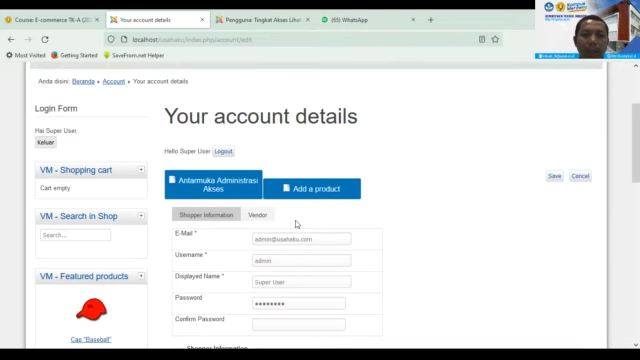 Course: E-commerce TK-A (20
Your account details
Pengguna: Tingkat Akses Lihat
(65) WhatsApp
localhost/usahaku/index.php/account/edit
Most Visited
Getting Started
SaveFrom.net Helper
Anda disini: Beranda Account Your account details
Login Form
Hai Super User,
Keluar
VM - Shopping cart
Cart empty
VM - Search in Shop
Search...
VM - Featured products
Cap "Baseball"
Your account details
Hello Super User Logout
Antarmuka Administrasi Akses
Add a product
Save
Cancel
Shopper Information
Vendor
E-Mail *
admin@usahaku.com
Username *
admin
Displayed Name *
Super User
Password
Confirm Password
Shopper Information